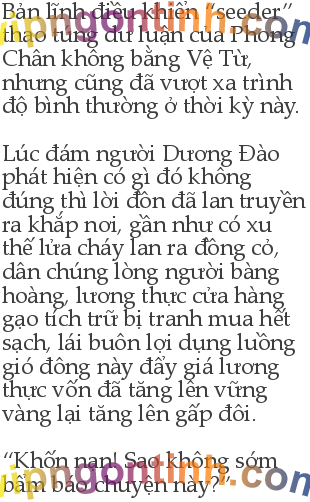 Bản lĩnh điều khiển “seeder”
thao túng dư luận của Phong
Chân không bằng Vệ Từ,
nhưng cũng đã vượt xa trình
độ bình thường ở thời kỳ này.

Lúc đám người Dương Đào
phát hiện có gì đó không
đúng thì lời đồn đã lan truyền
ra khắp nơi, gần như có xu
thế lửa cháy lan ra đồng cỏ,
dân chúng lòng người bàng
hoàng, lương thực cửa hàng
gạo tích trữ bị tranh mua hết
sạch, lái buôn lợi dụng luồng
gió đông này đẩy giá lương
thực vốn đã tăng lên vững
vàng lại tăng lên gấp đôi.

“Khốn nạn! Sao không sớm
bẩm báo chuyện này?”
vipngontinh.com
vipngontinh.com